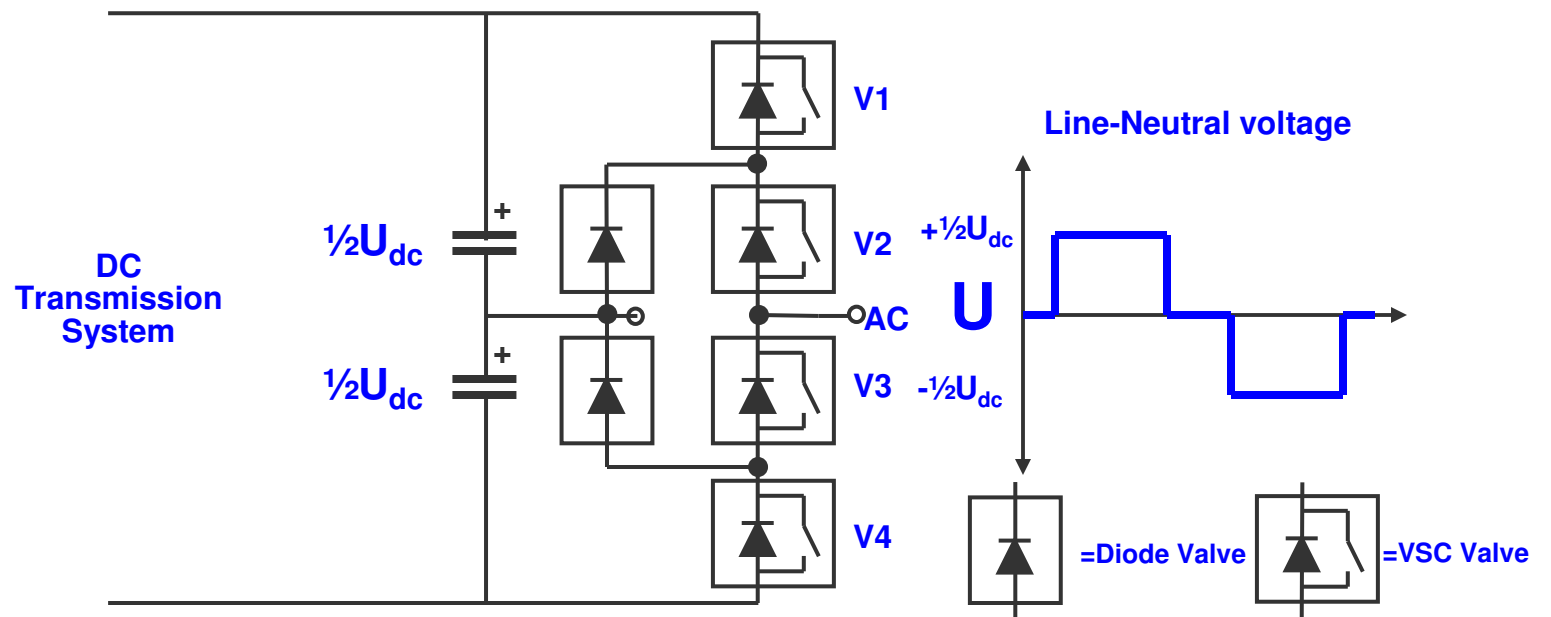 DC
Transmission
System
½Udc
+
½Udc
+
V1
V2
AC
V3
V4
Line-Neutral voltage
+½Udc
U
-½Udc
=Diode Valve
=VSC Valve